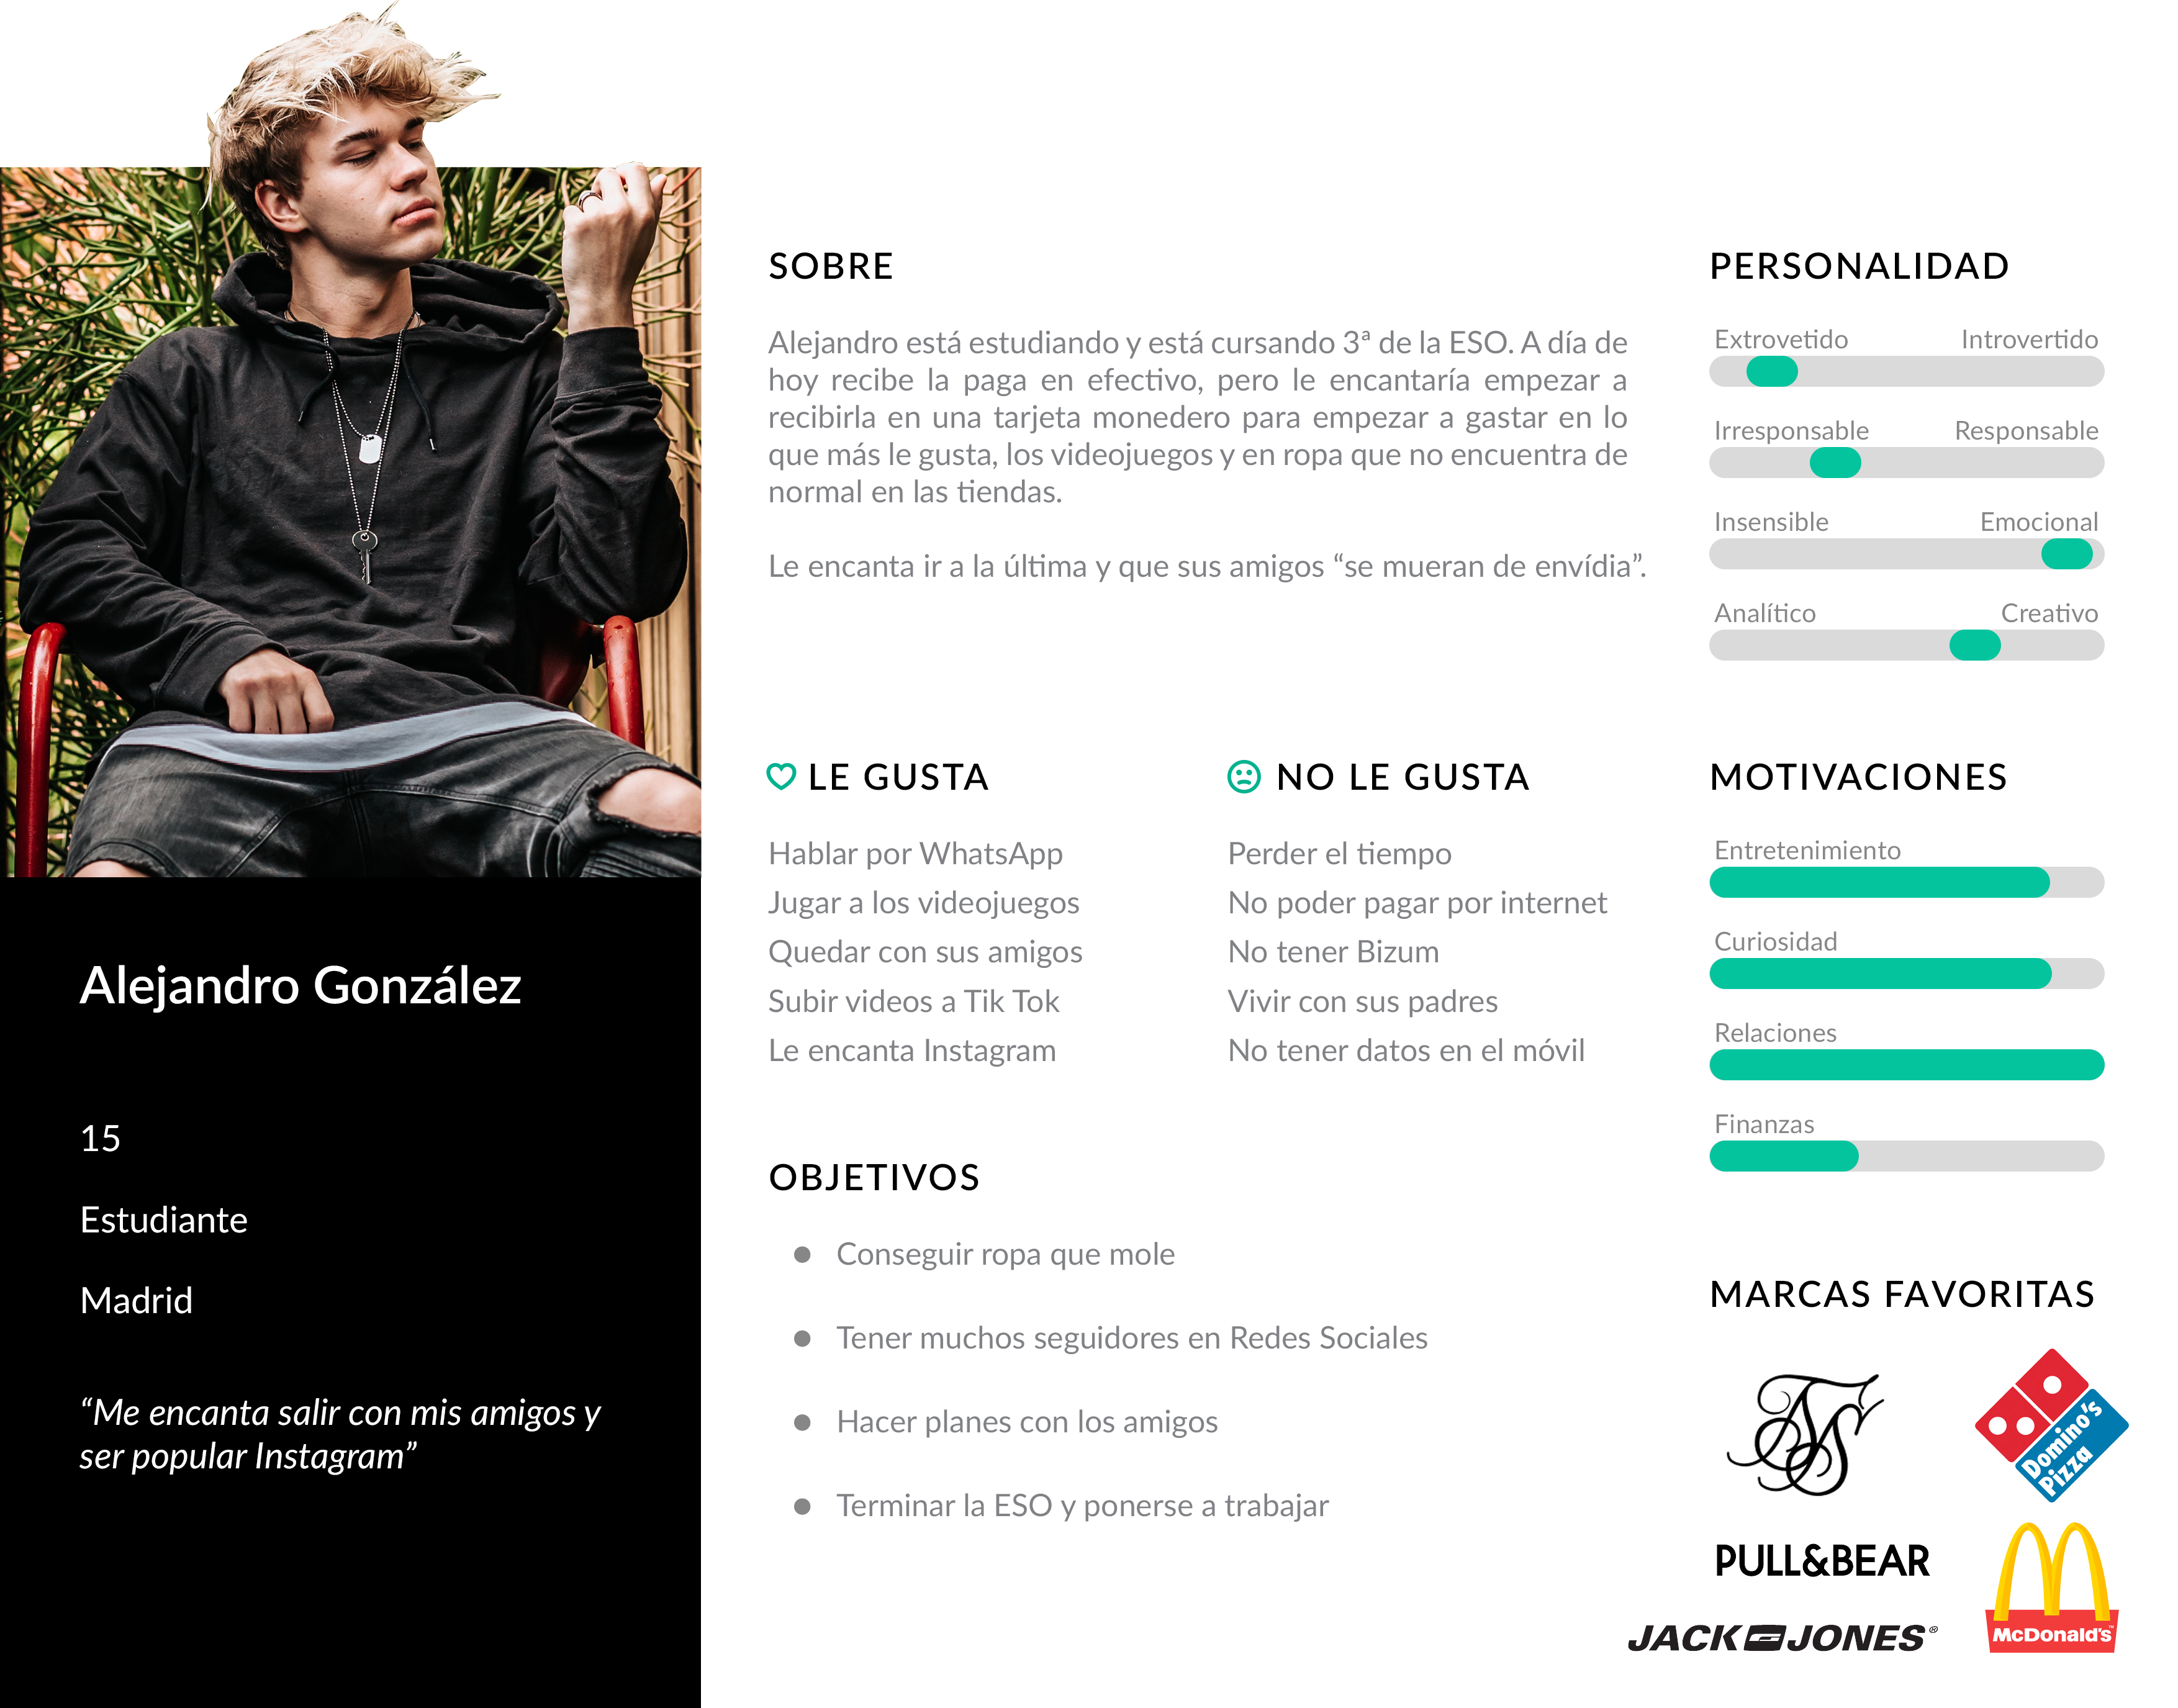 Alejandro González
15
Estudiante
Madrid
“Me encanta salir con mis amigos y
ser popular Instagram”
SOBRE
Alejandro está estudiando y está cursando 3ª de la ESO. A día de
hoy recibe la paga en efectivo, pero le encantaría empezar a
recibirla en una tarjeta monedero para empezar a gastar en lo
que más le gusta, los videojuegos y en ropa que no encuentra de
normal en las tiendas.
Le encanta ir a la última y que sus amigos “se mueran de envídia”.
LE GUSTA
Hablar por WhatsApp
Jugar a los videojuegos
Quedar con sus amigos
Subir videos a Tik Tok
Le encanta Instagram
NO LE GUSTA
Perder el tiempo
No poder pagar por internet
No tener Bizum
Vivir con sus padres
No tener datos en el móvil
OBJETIVOS
● Conseguir ropa que mole
● Tener muchos seguidores en Redes Sociales
● Hacer planes con los amigos
● Terminar la ESO y ponerse a trabajar
PERSONALIDAD
Extrovetido Introvertido
Irresponsable Responsable
Insensible Emocional
Analítico Creativo
MOTIVACIONES
Entretenimiento
Curiosidad
Relaciones
Finanzas
MARCAS FAVORITAS
Domino's
Pizza
PULL&BEAR
McDonald's
JACK JONES®